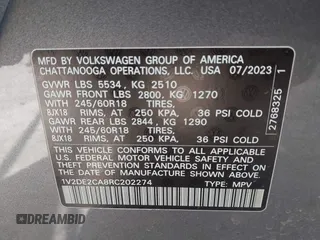 MFD BY VOLKSWAGEN GROUP OF AMERICA
CHATTANOOGA OPERATIONS, LLC. USA 07/2023
GVWR LBS 5534, KG 2510
GAWR FRONT LBS 2800, KG 1270
WITH 245/60R18 TIRES,
8JX18 RIMS, AT 250 KPA, 36 PSI COLD
GAWR REAR LBS 2844, KG 1290
WITH 245/60R18 TIRES,
8JX18 RIMS, AT 250 KPA, 36 PSI COLD
THIS VEHICLE CONFORMS TO ALL APPLICABLE FEDERAL
MOTOR VEHICLE SAFETY, BUMPER, AND THEFT PREVENTION
STANDARDS IN EFFECT ON THE DATE OF MANUFACTURE
SHOWN ABOVE.
1V2DE2CA8RC202274 TYPE: MPV
2768325 1
DIDIT CRASH.COM